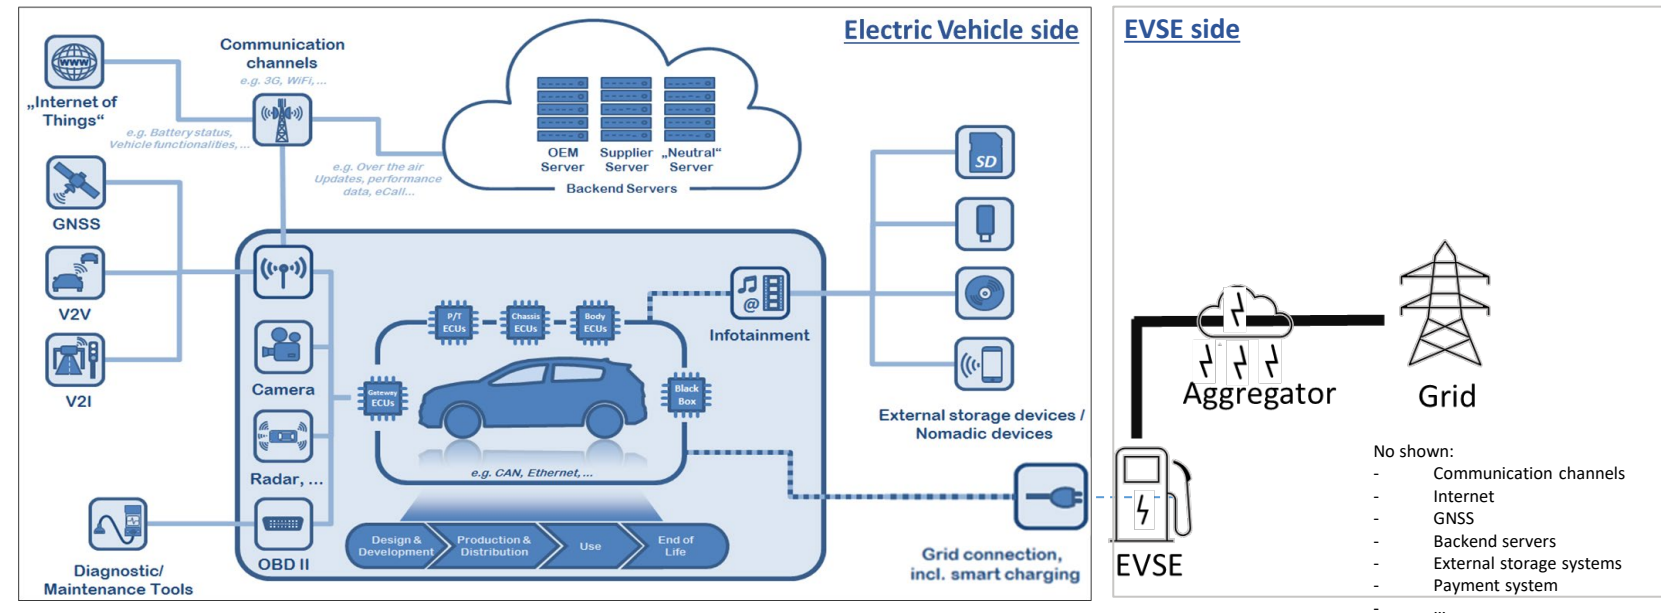 Electric Vehicle side
EVSE side
Communication
channels
e.g. 3G, WiFi,...
WWW
„Internet of
Things“
e.g. Battery status,
Vehicle functionalities, ...
e.g. Over the air
Updates, performance
data, eCall...
OEM
Server
Supplier
Server
„Neutral“
Server
Backend Servers
GNSS
V2V
V2I
SD
P/T
ECUs
Chassis
ECUs
Body
ECUs
@
Infotainment
Camera
Gateway
ECUs
Black
Box
Radar, ...
e.g. CAN, Ethernet,...
External storage devices /
Nomadic devices
OBD II
Diagnostic/
Maintenance Tools
Design &
Development
Production &
Distribution
Use
End of
Life
Grid connection,
incl. smart charging
Aggregator
Grid
EVSE
No shown:
- Communication channels
- Internet
- GNSS
- Backend servers
- External storage systems
- Payment system
- ...